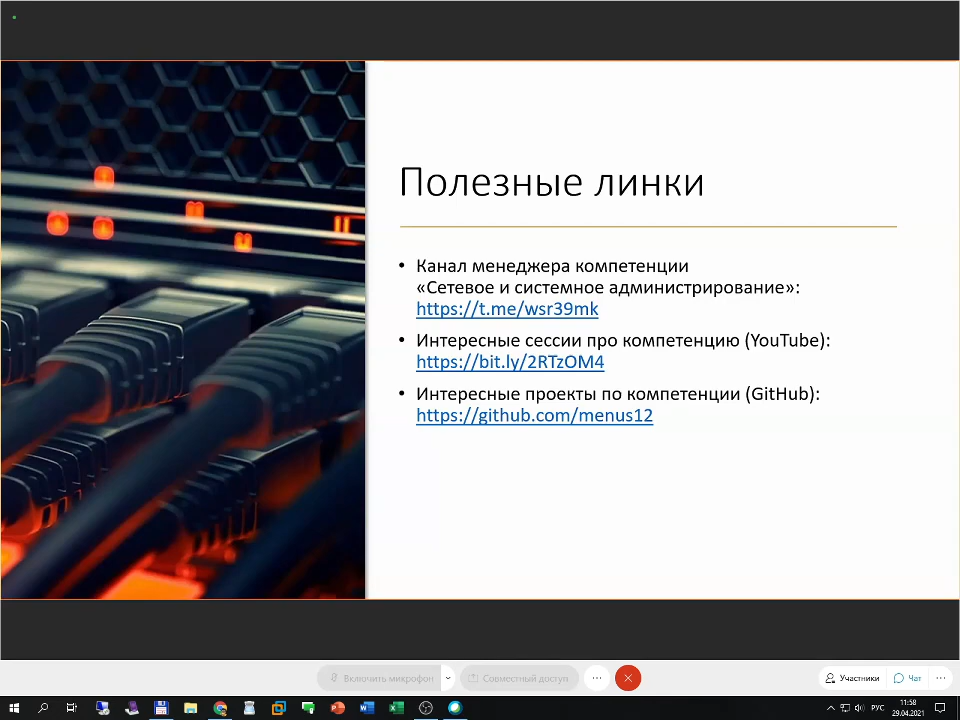 Полезные линки
• Канал менеджера компетенции
«Сетевое и системное администрирование»:
https://t.me/wsr39mk
• Интересные сессии про компетенцию (YouTube):
https://bit.ly/2RTzOM4
• Интересные проекты по компетенции (GitHub):
https://github.com/menus12
Включить микрофон
Совместный доступ
Участники
Чат
РУС
11:58
29.04.2021